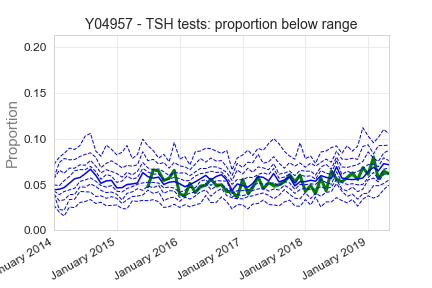 Y04957 - TSH tests: proportion below range
0.20
0.15
0.10
0.05
0.00
Proportion
nuary 2014
January 2015
January 2016
January 2017
January 2018
January 2019